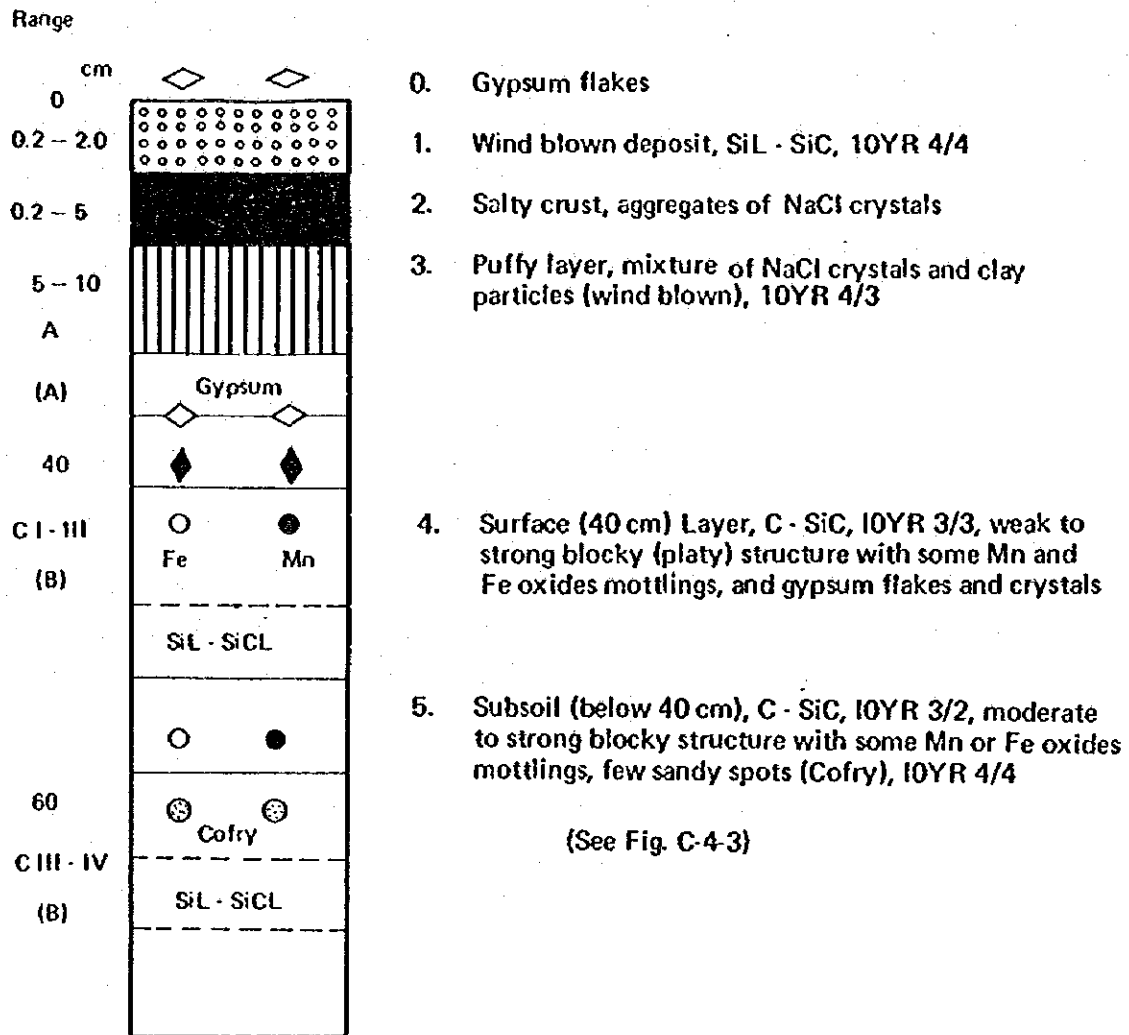 Range
cm
0
0.2 – 2.0
0.2 – 5
5 – 10
A
(A)
40
C I - III
(B)
60
C III - IV
(B)
Gypsum
Fe Mn
SiL - SiCL
Cofry
SiL - SiCL
0. Gypsum flakes
1. Wind blown deposit, SiL - SiC, 10YR 4/4
2. Salty crust, aggregates of NaCl crystals
3. Puffy layer, mixture of NaCl crystals and clay
particles (wind blown), 10YR 4/3
4. Surface (40 cm) Layer, C - SiC, 10YR 3/3, weak to
strong blocky (platy) structure with some Mn and
Fe oxides mottlings, and gypsum flakes and crystals
5. Subsoil (below 40 cm), C - SiC, 10YR 3/2, moderate
to strong blocky structure with some Mn or Fe oxides
mottlings, few sandy spots (Cofry), 10YR 4/4
(See Fig. C-4-3)